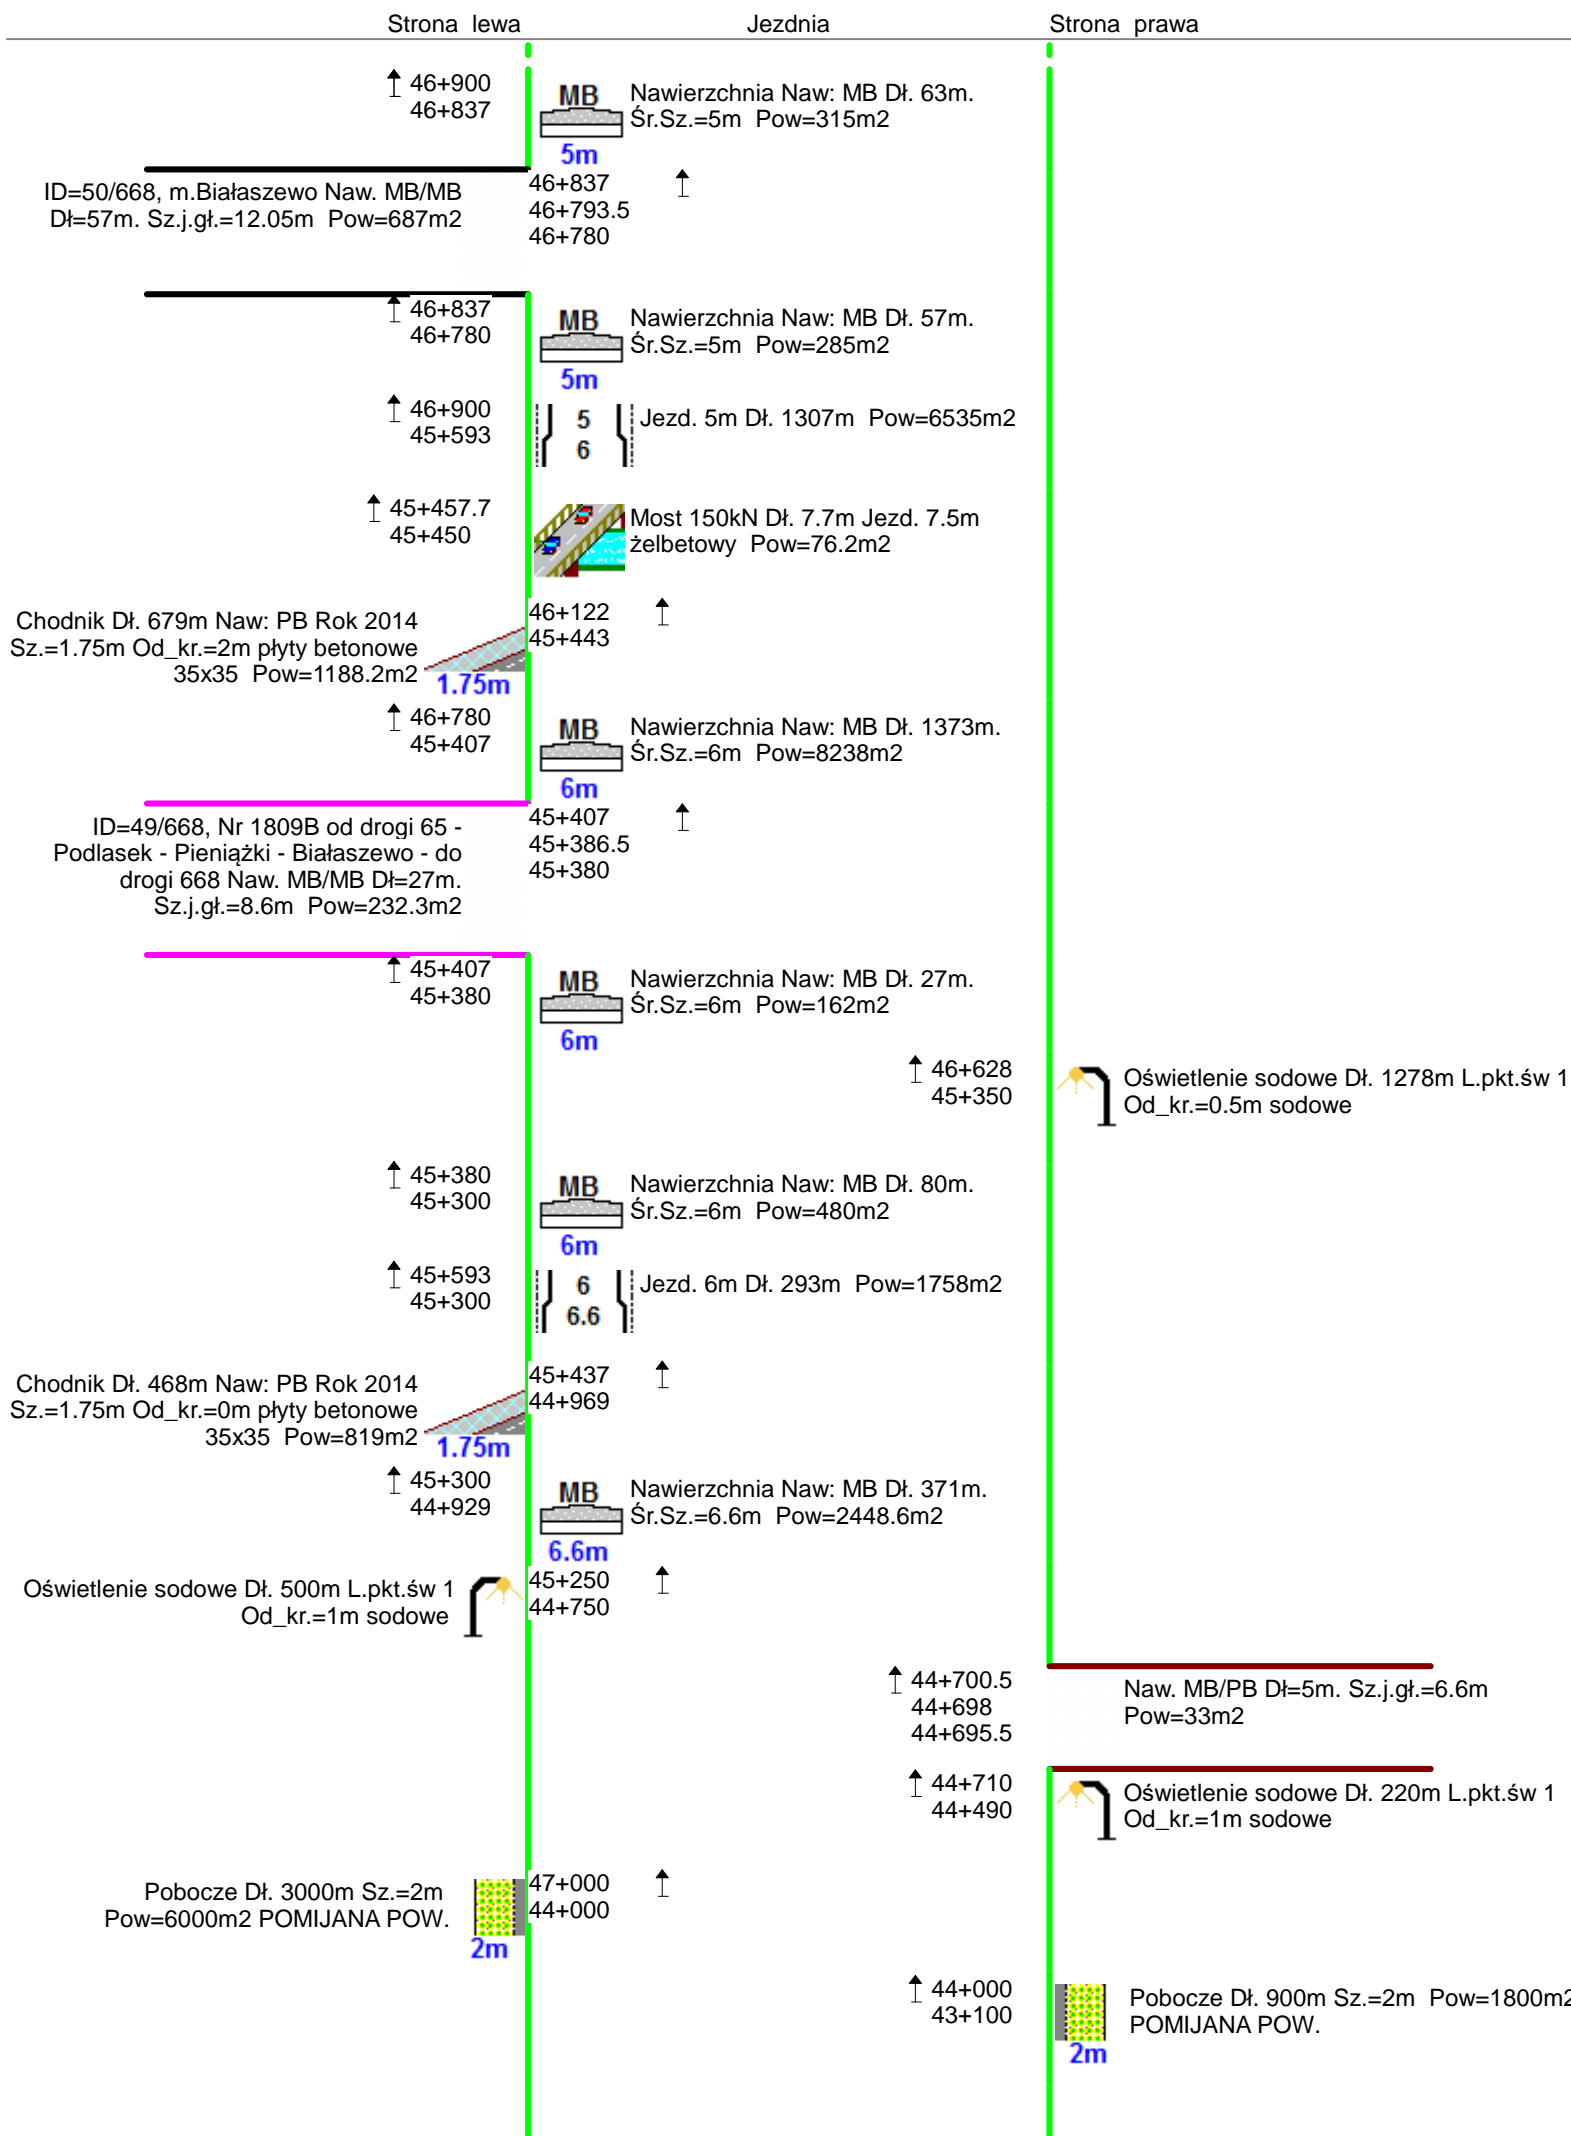 Strona lewa
Jezdnia
Strona prawa
46+900
46+837
MB
5m
Nawierzchnia Naw: MB Dł. 63m.
Śr.Sz.=5m Pow=315m2
ID=50/668, m.Białaszewo Naw. MB/MB
Dł=57m. Sz.j.gł.=12.05m Pow=687m2
46+837
46+793.5
46+780
46+837
46+780
MB
5m
Nawierzchnia Naw: MB Dł. 57m.
Śr.Sz.=5m Pow=285m2
46+900
45+593
5
6
Jezd. 5m Dł. 1307m Pow=6535m2
45+457.7
45+450
Most 150kN Dł. 7.7m Jezd. 7.5m
żelbetowy Pow=76.2m2
Chodnik Dł. 679m Naw: PB Rok 2014
Sz.=1.75m Od_kr.=2m płyty betonowe
35x35 Pow=1188.2m2
1.75m
46+122
45+443
46+780
45+407
MB
6m
Nawierzchnia Naw: MB Dł. 1373m.
Śr.Sz.=6m Pow=8238m2
ID=49/668, Nr 1809B od drogi 65 -
Podlasek - Pieniążki - Białaszewo - do
drogi 668 Naw. MB/MB Dł=27m.
Sz.j.gł.=8.6m Pow=232.3m2
45+407
45+386.5
45+380
45+407
45+380
MB
6m
Nawierzchnia Naw: MB Dł. 27m.
Śr.Sz.=6m Pow=162m2
46+628
45+350
Oświetlenie sodowe Dł. 1278m L.pkt.św 1
Od_kr.=0.5m sodowe
45+380
45+300
MB
6m
Nawierzchnia Naw: MB Dł. 80m.
Śr.Sz.=6m Pow=480m2
45+593
45+300
6
6.6
Jezd. 6m Dł. 293m Pow=1758m2
Chodnik Dł. 468m Naw: PB Rok 2014
Sz.=1.75m Od_kr.=0m płyty betonowe
35x35 Pow=819m2
1.75m
45+437
44+969
45+300
44+929
MB
6.6m
Nawierzchnia Naw: MB Dł. 371m.
Śr.Sz.=6.6m Pow=2448.6m2
Oświetlenie sodowe Dł. 500m L.pkt.św 1
Od_kr.=1m sodowe
45+250
44+750
44+700.5
44+698
44+695.5
Naw. MB/PB Dł=5m. Sz.j.gł.=6.6m
Pow=33m2
44+710
44+490
Oświetlenie sodowe Dł. 220m L.pkt.św 1
Od_kr.=1m sodowe
Pobocze Dł. 3000m Sz.=2m
Pow=6000m2 POMIJANA POW.
2m
47+000
44+000
44+000
43+100
2m
Pobocze Dł. 900m Sz.=2m Pow=1800m2
POMIJANA POW.